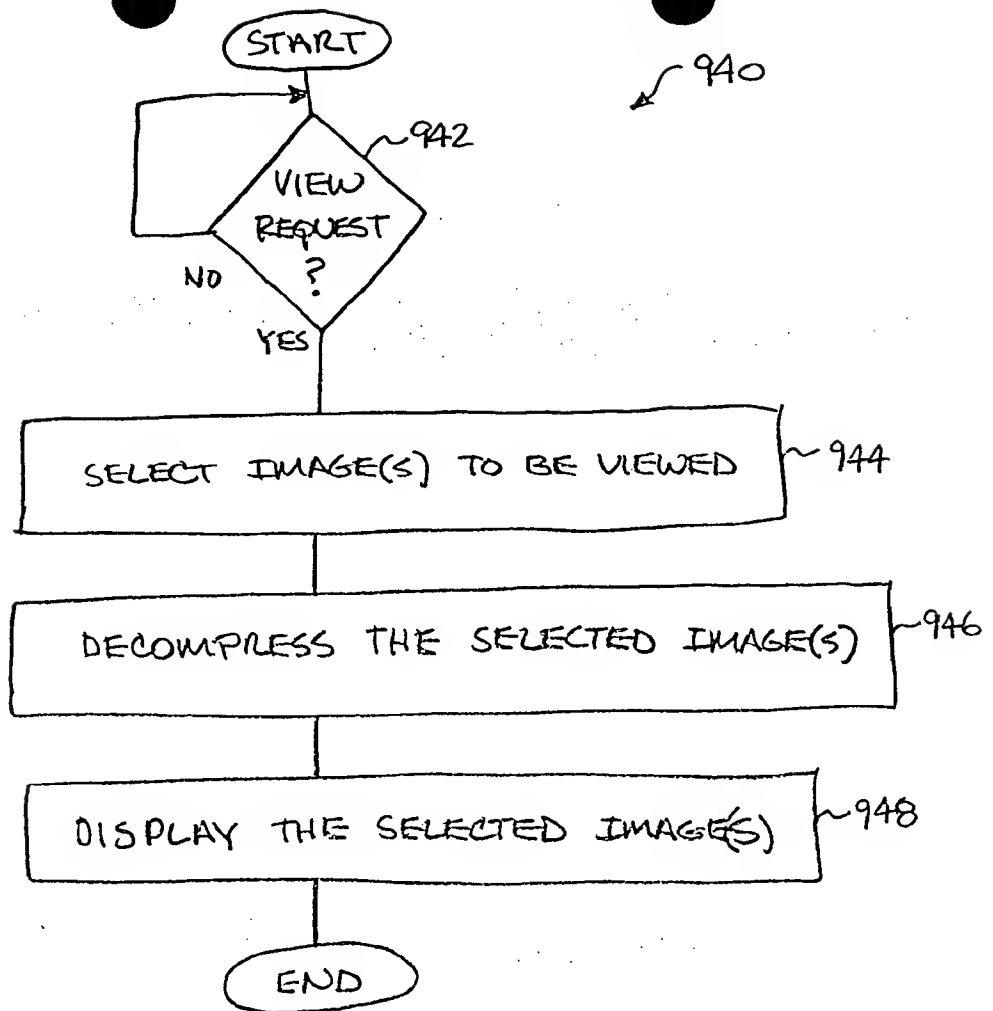 START
940
942
VIEW
REQUEST
?
NO
YES
SELECT IMAGE(S) TO BE VIEWED
944
DECOMPRESS THE SELECTED IMAGE(S)
946
DISPLAY THE SELECTED IMAGE(S)
948
END